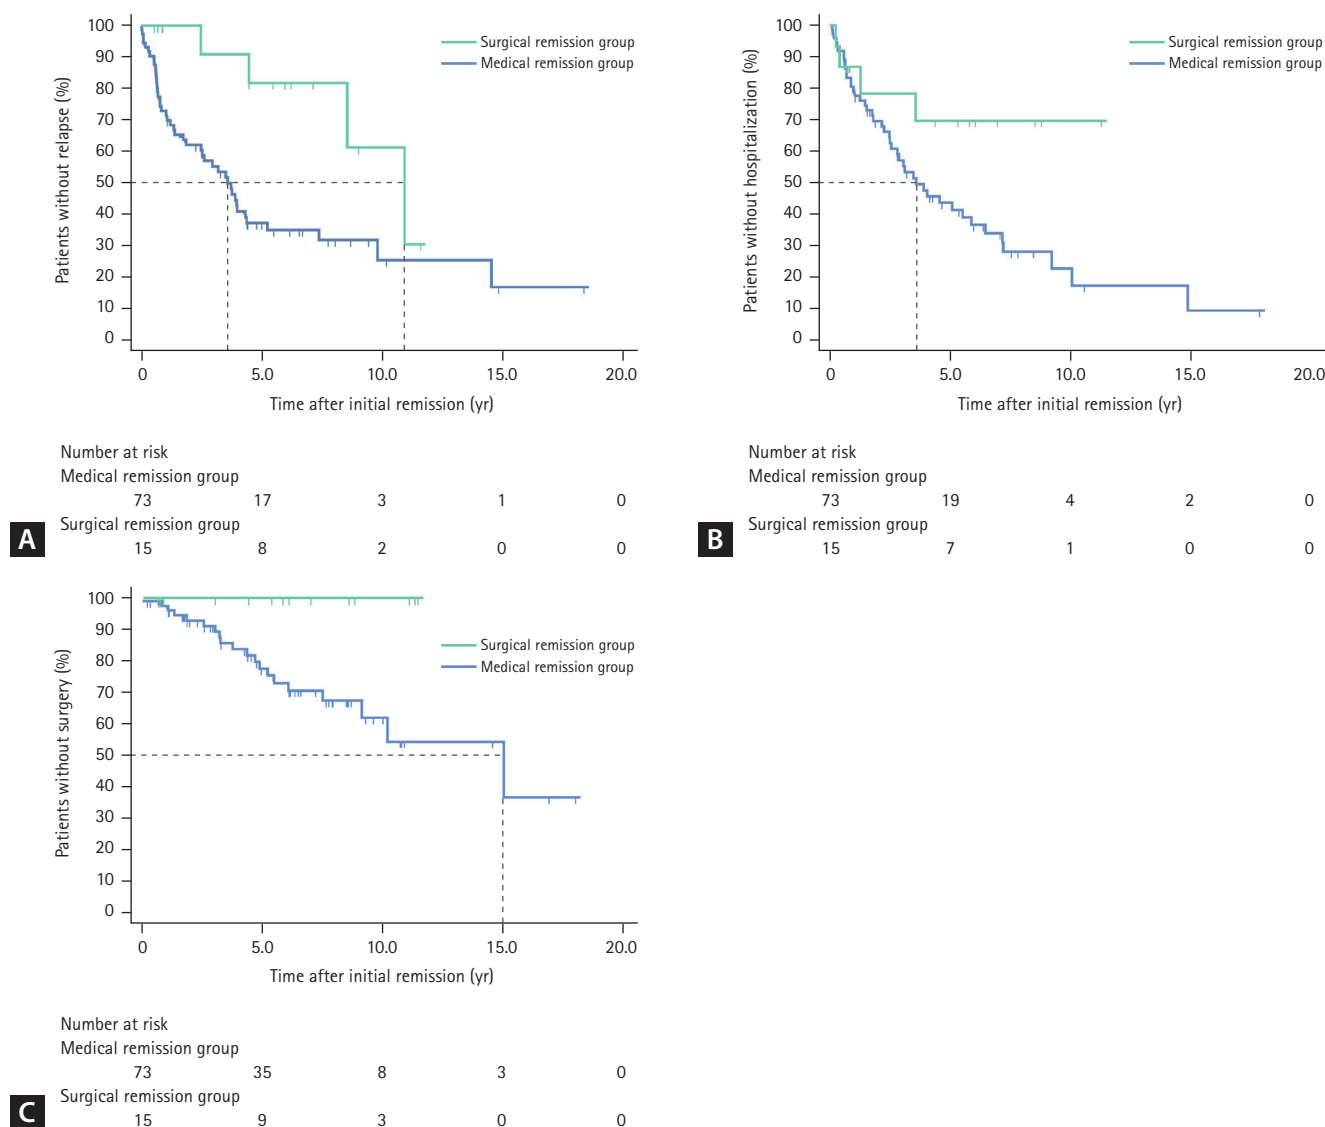 100
90
80
70
60
50
40
30
20
10
0
Patients without relapse (%)
Surgical remission group
Medical remission group
0 5.0 10.0 15.0 20.0
Time after initial remission (yr)
Number at risk
Medical remission group
73 17 3 1 0
Surgical remission group
15 8 2 0 0
A
100
90
80
70
60
50
40
30
20
10
0
Patients without hospitalization (%)
Surgical remission group
Medical remission group
0 5.0 10.0 15.0 20.0
Time after initial remission (yr)
Number at risk
Medical remission group
73 19 4 2 0
Surgical remission group
15 7 1 0 0
B
100
90
80
70
60
50
40
30
20
10
0
Patients without surgery (%)
Surgical remission group
Medical remission group
0 5.0 10.0 15.0 20.0
Time after initial remission (yr)
Number at risk
Medical remission group
73 35 8 3 0
Surgical remission group
15 9 3 0 0
C